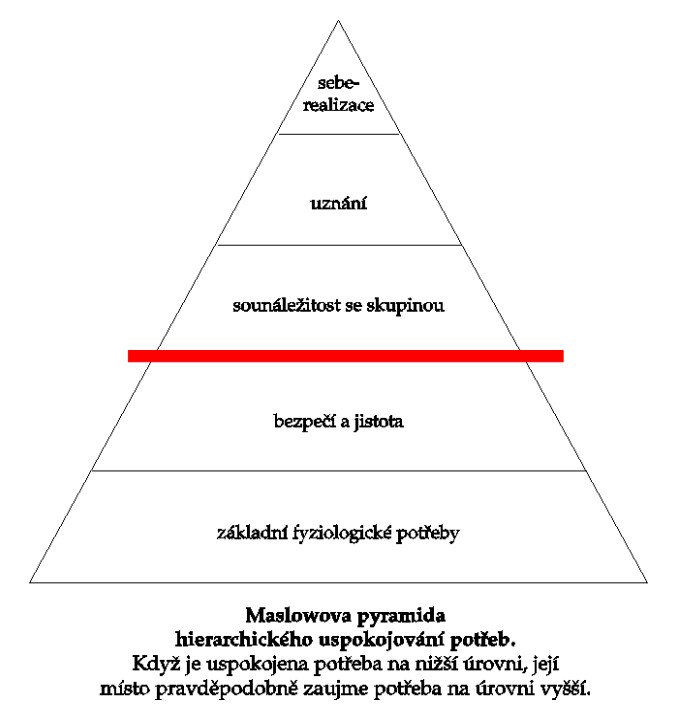 sebe-
realizace
uznání
sounáležitost se skupinou
bezpečí a jistota
základní fyziologické potřeby
Maslowova pyramida
hierarchického uspokojování potřeb.
Když je uspokojena potřeba na nižší úrovni, její
místo pravděpodobně zaujme potřeba na úrovni vyšší.